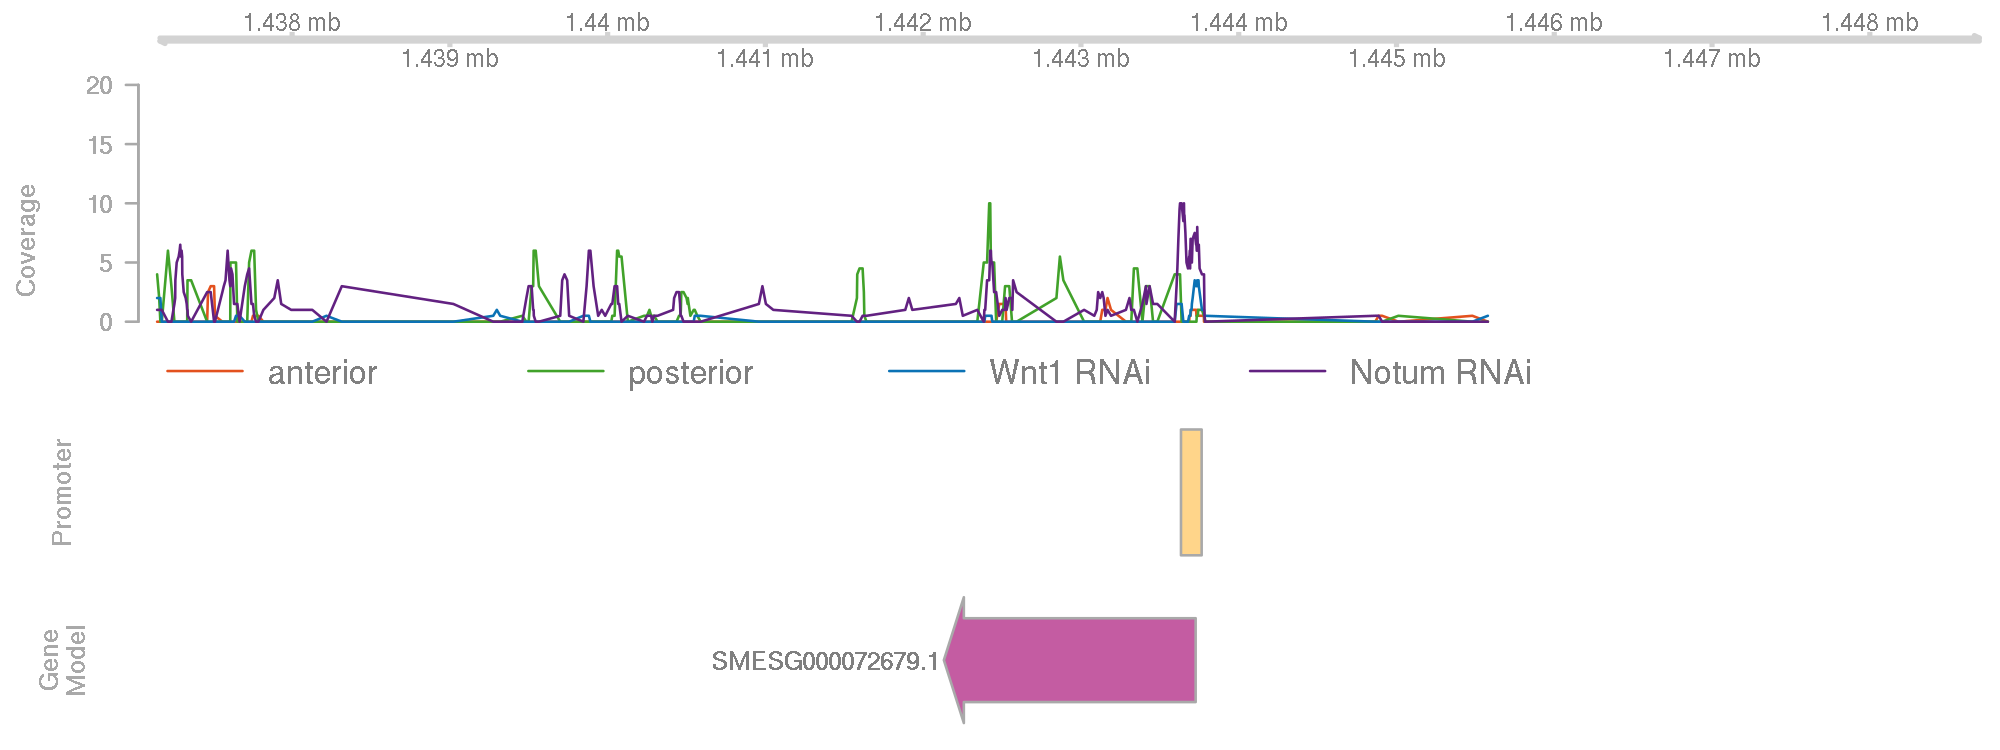 1.438 mb 1.44 mb 1.442 mb 1.444 mb 1.446 mb 1.448 mb
1.439 mb 1.441 mb 1.443 mb 1.445 mb 1.447 mb
20
15
10
5
0
Coverage
anterior posterior Wnt1 RNAi Notum RNAi
Promoter
Gene
Model
SMESG000072679.1